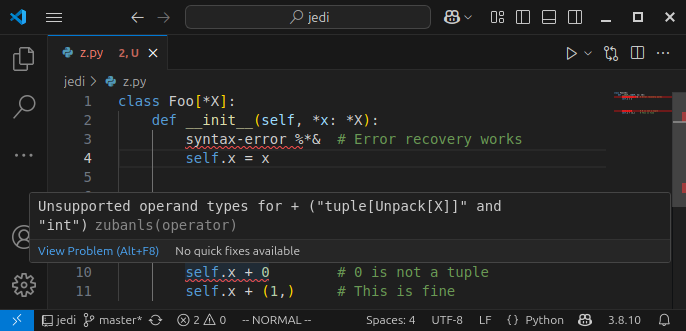 jedi
z.py 2, U
jedi > z.py
1 class Foo[*X]:
2 def __init__(self, *x: *X):
3 syntax-error %*& # Error recovery works
4 self.x = x
5
6
Unsupported operand types for + ("tuple[Unpack[X]]" and
"int") zubanls(operator)
View Problem (Alt+F8) No quick fixes available
10 self.x + 0 # 0 is not a tuple
11 self.x + (1,) # This is fine
jedi master* 2 0 -- NORMAL -- Spaces: 4 UTF-8 LF {} Python 3.8.10